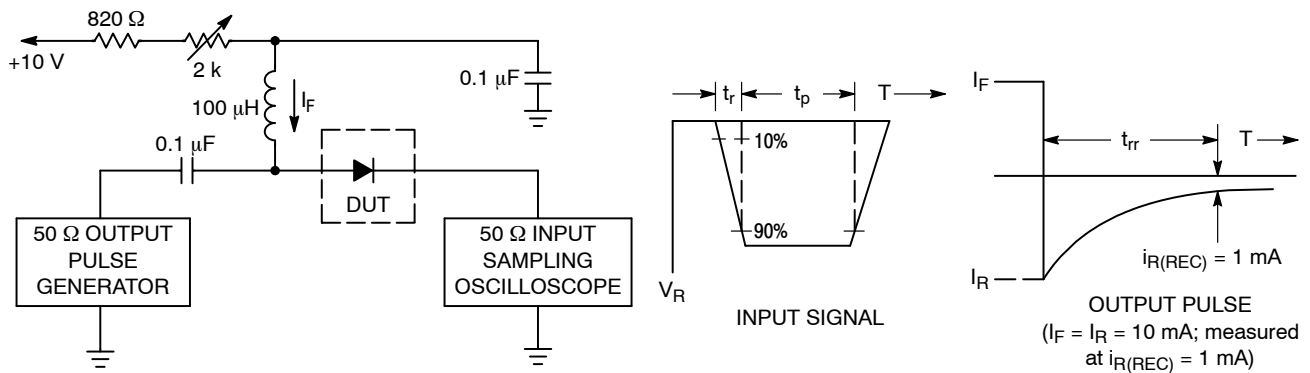 820 Ω
+10 V
2 k
100 μH
I_F
0.1 μF
0.1 μF
DUT
50 Ω OUTPUT
PULSE
GENERATOR
50 Ω INPUT
SAMPLING
OSCILLOSCOPE
t_r
t_p
T
10%
90%
V_R
INPUT SIGNAL
I_F
t_rr
T
I_R
i_R(REC) = 1 mA
OUTPUT PULSE
(I_F = I_R = 10 mA; measured
at i_R(REC) = 1 mA)